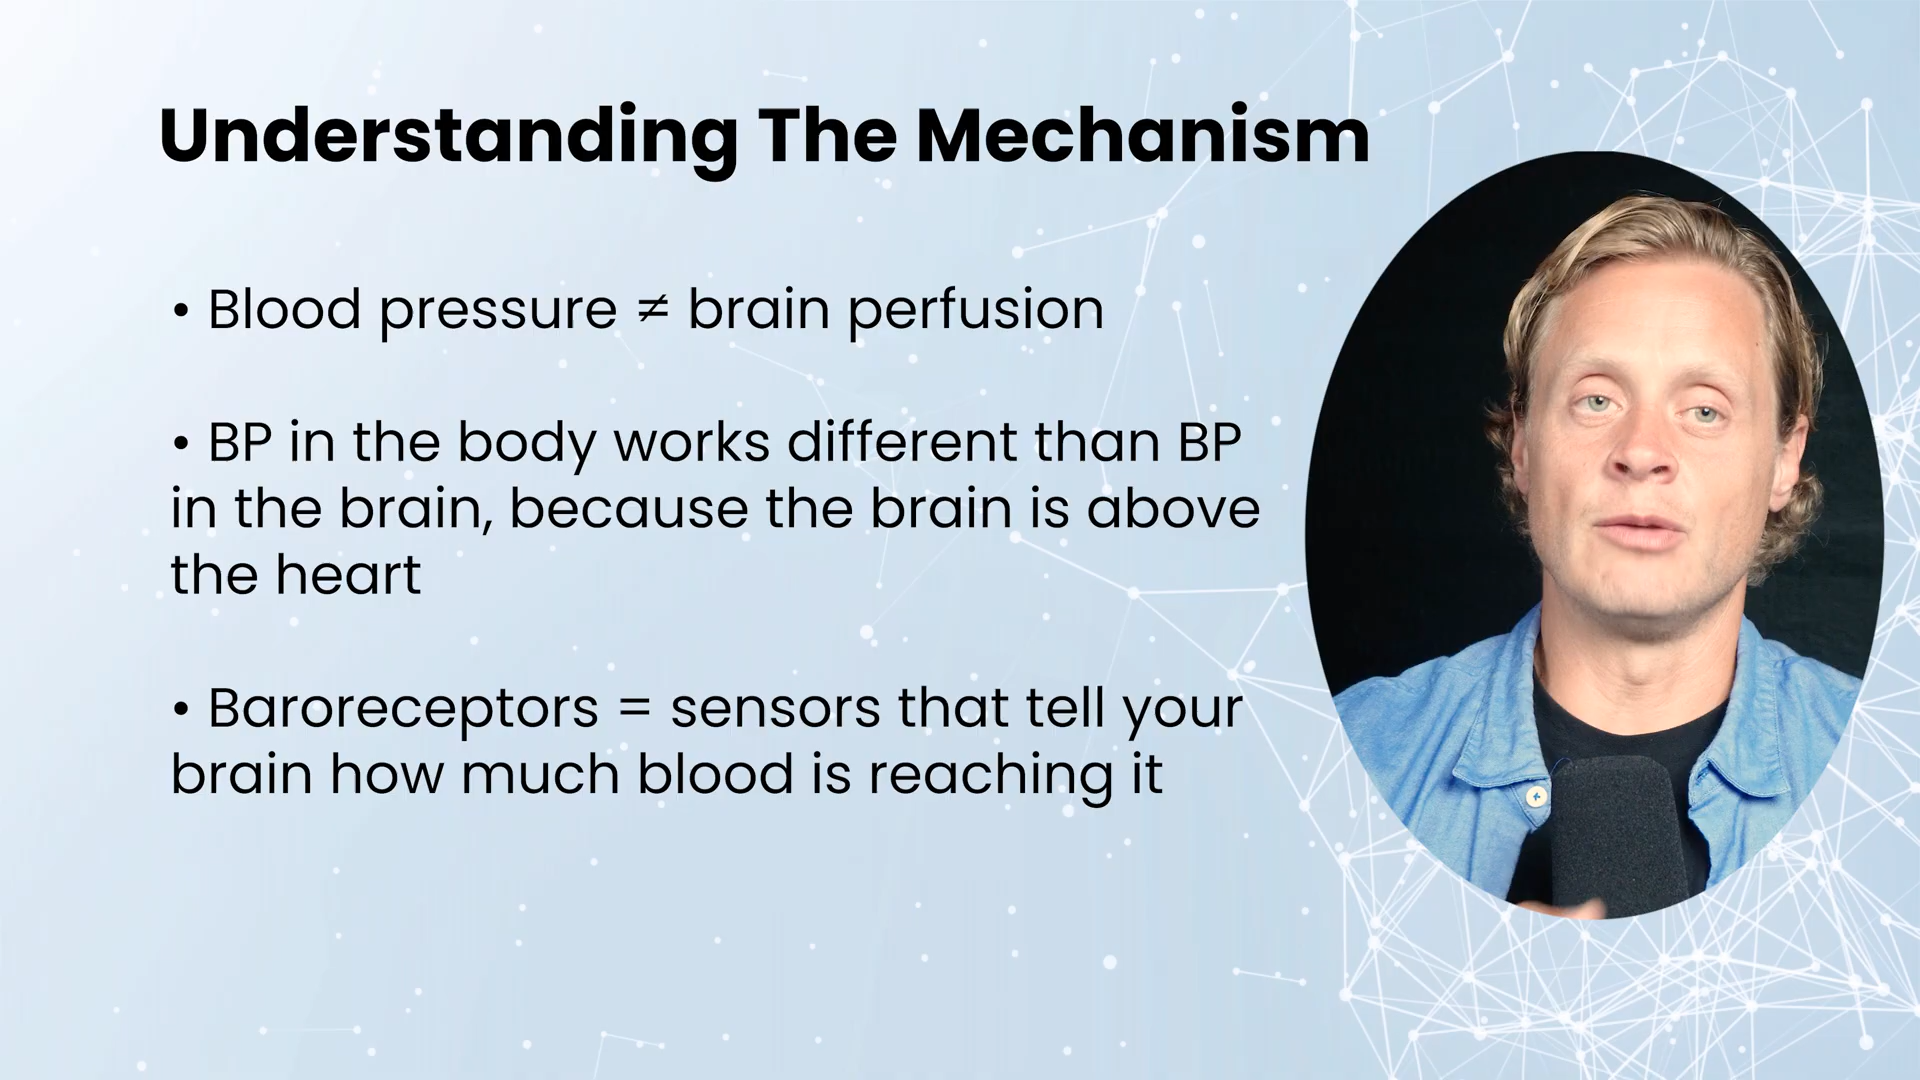 Understanding The Mechanism
• Blood pressure ≠ brain perfusion
• BP in the body works different than BP
in the brain, because the brain is above
the heart
• Baroreceptors = sensors that tell your
brain how much blood is reaching it